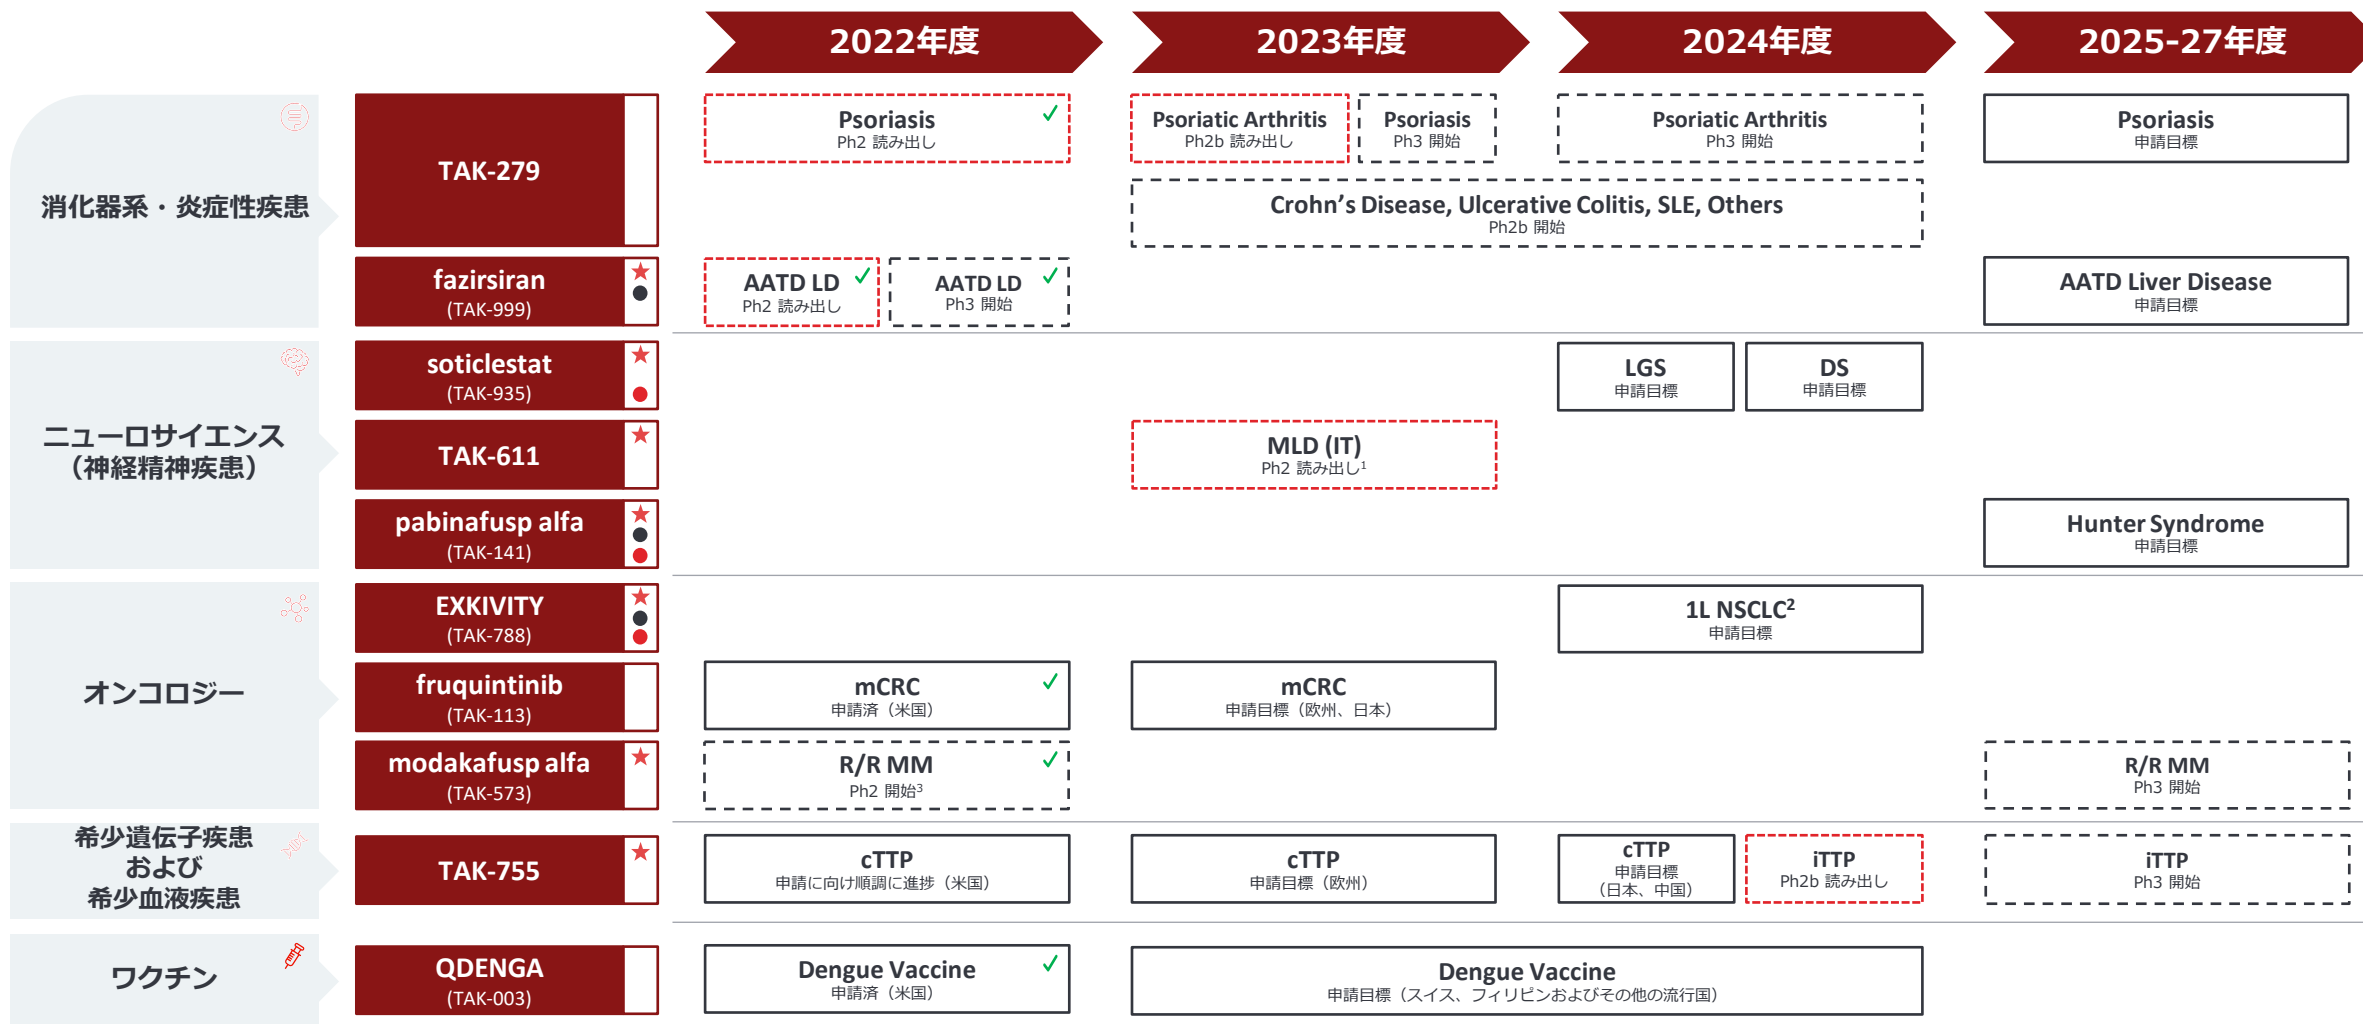 2022年度
2023年度
2024年度
2025-27年度
消化器系・炎症性疾患
TAK-279
Psoriasis
Ph2 読み出し
Psoriatic Arthritis
Ph2b 読み出し
Psoriasis
Ph3 開始
Psoriatic Arthritis
Ph3 開始
Psoriasis
申請目標
Crohn’s Disease, Ulcerative Colitis, SLE, Others
Ph2b 開始
fazirsiran
(TAK-999)
AATD LD
Ph2 読み出し
AATD LD
Ph3 開始
AATD Liver Disease
申請目標
ニューロサイエンス
（神経精神疾患）
soticlestat
(TAK-935)
LGS
申請目標
DS
申請目標
TAK-611
MLD (IT)
Ph2 読み出し1
pabinafusp alfa
(TAK-141)
Hunter Syndrome
申請目標
オンコロジー
EXKIVITY
(TAK-788)
1L NSCLC2
申請目標
fruquintinib
(TAK-113)
mCRC
申請済（米国）
mCRC
申請目標（欧州、日本）
modakafusp alfa
(TAK-573)
R/R MM
Ph2 開始3
R/R MM
Ph3 開始
希少遺伝子疾患
および
希少血液疾患
TAK-755
cTTP
申請に向け順調に進捗（米国）
cTTP
申請目標（欧州）
cTTP
申請目標
（日本、中国）
iTTP
Ph2b 読み出し
iTTP
Ph3 開始
ワクチン
QDENGA
(TAK-003)
Dengue Vaccine
申請済（米国）
Dengue Vaccine
申請目標（スイス、フィリピンおよびその他の流行国）